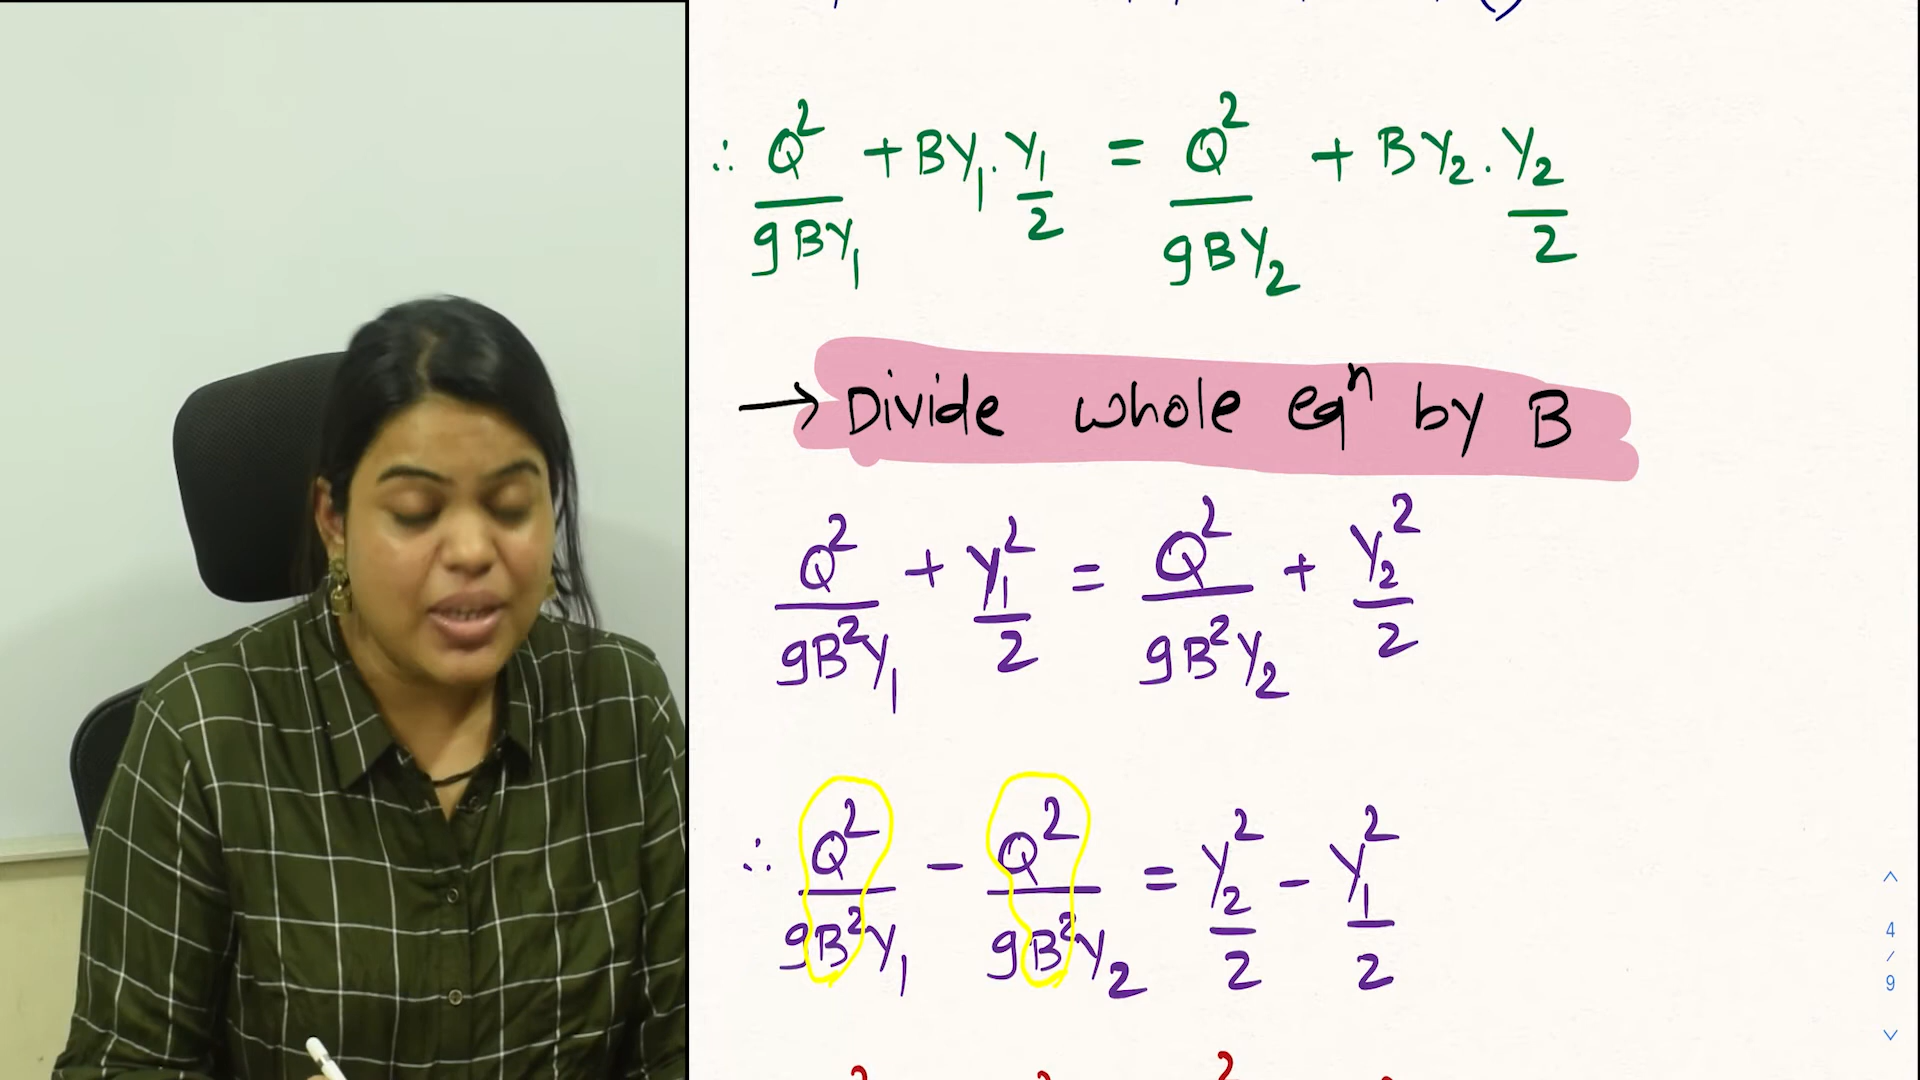 ∴ Q²/gBy₁ + By₁·y₁/2 = Q²/gBy₂ + By₂·y₂/2
→ Divide whole eqⁿ by B
Q²/gB²y₁ + y₁²/2 = Q²/gB²y₂ + y₂²/2
∴ Q²/gB²y₁ - Q²/gB²y₂ = y₂²/2 - y₁²/2
4
/
9